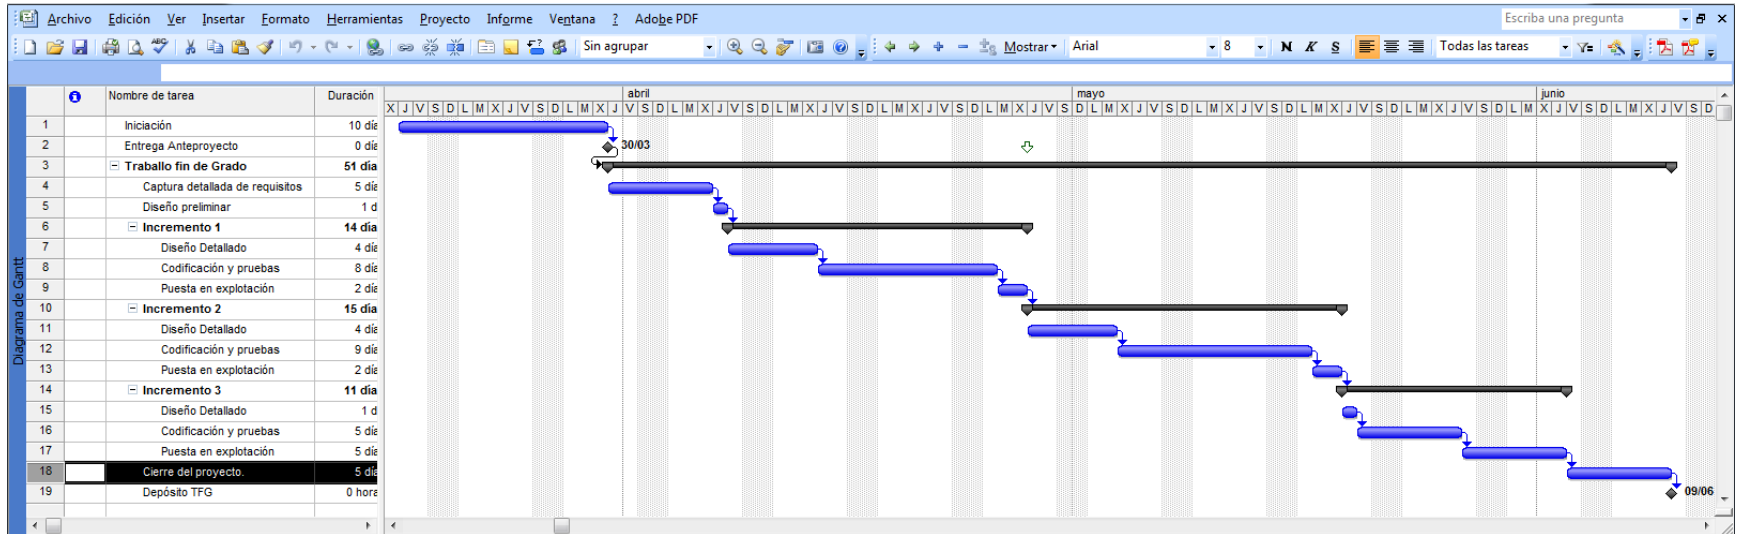 Archivo Edición Ver Insertar Formato Herramientas Proyecto Informe Ventana ? Adobe PDF Escriba una pregunta
Sin agrupar Mostrar Arial 8 N K S Todas las tareas
Nombre de tarea Duración abril mayo junio
X J V S D L M X J V S D L M X J V S D L M X J V S D L M X J V S D L M X J V S D L M X J V S D L M X J V S D L M X J V S D L M X J V S D L M X J V S D L M X J V S D L M X J V S D
1 Iniciación 10 día
2 Entrega Anteproyecto 0 día 30/03
3 Traballo fin de Grado 51 día
4 Captura detallada de requisitos 5 día
5 Diseño preliminar 1 d
6 Incremento 1 14 día
7 Diseño Detallado 4 día
8 Codificación y pruebas 8 día
9 Puesta en explotación 2 día
10 Incremento 2 15 día
11 Diseño Detallado 4 día
12 Codificación y pruebas 9 día
13 Puesta en explotación 2 día
14 Incremento 3 11 día
15 Diseño Detallado 1 d
16 Codificación y pruebas 5 día
17 Puesta en explotación 5 día
18 Cierre del proyecto. 5 día
19 Depósito TFG 0 hora 09/06
Diagrama de Gantt